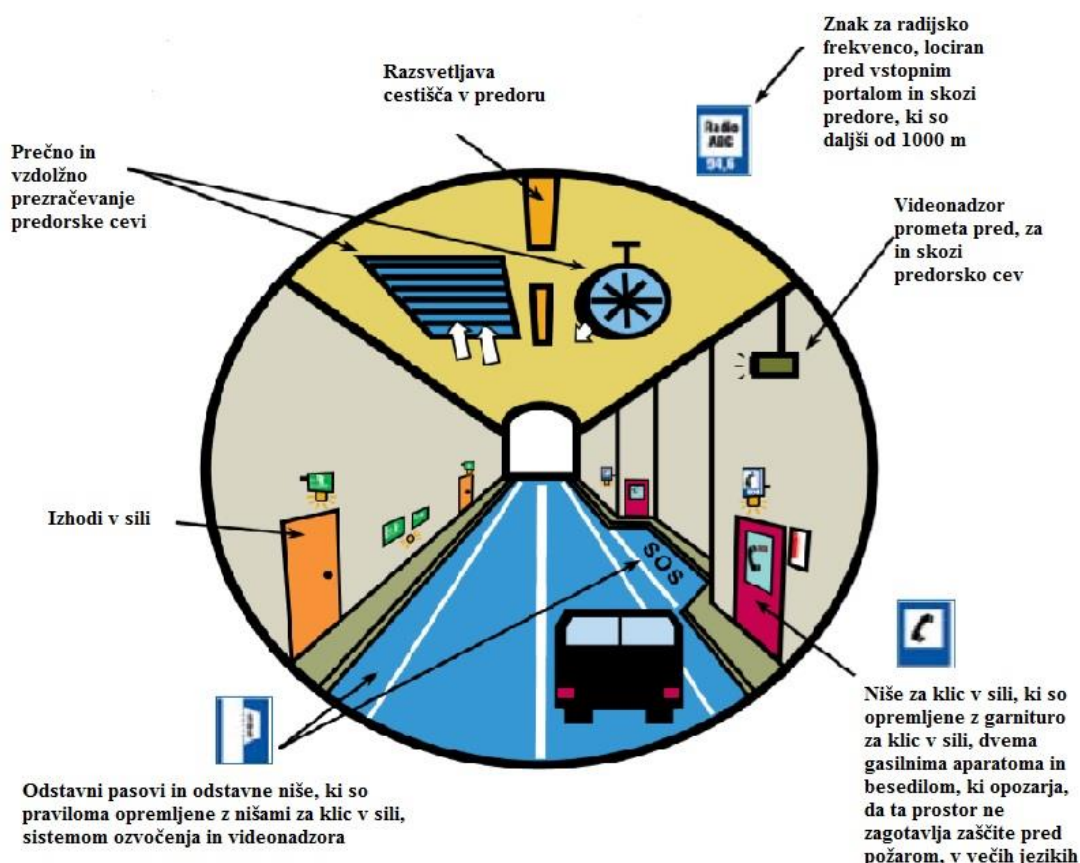 Znak za radijsko
frekvenco, lociran
pred vstopnim
portalom in skozi
predore, ki so
daljši od 1000 m
Razsvetljava
cestišča v predoru
Radio
ABC
94,6
Prečno in
vzdolžno
prezračevanje
predorske cevi
Videonadzor
prometa pred, za
in skozi
predorsko cev
Izhodi v sili
SOS
Niše za klic v sili, ki so
opremljene z garnituro
za klic v sili, dvema
gasilnima aparatoma in
besedilom, ki opozarja,
da ta prostor ne
zagotavlja zaščite pred
požarom, v večih jezikih
Odstavni pasovi in odstavne niše, ki so
praviloma opremljene z nišami za klic v sili,
sistemom ozvočenja in videonadzora